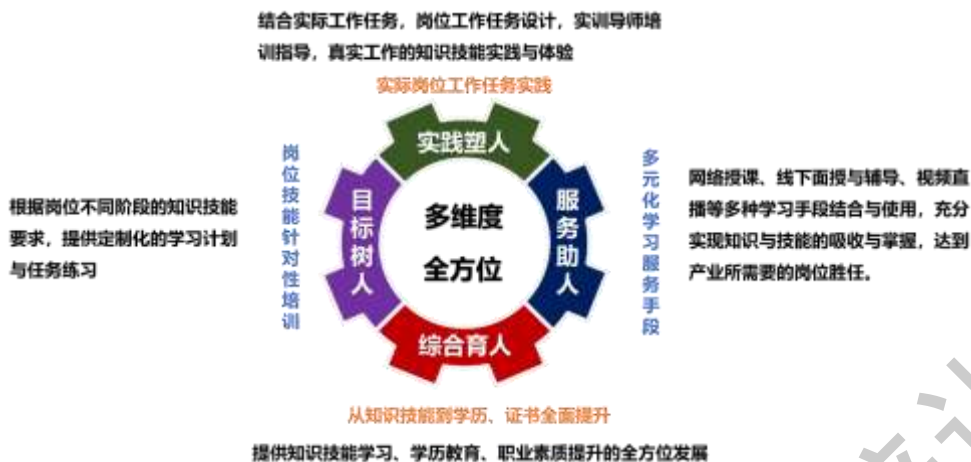 结合实际工作任务，岗位工作任务设计，实训导师培
训指导，真实工作的知识技能实践与体验
实际岗位工作任务实践
实践塑人
岗位技能针对性培训
目标树人
多维度
全方位
服务助人
多元化学习服务手段
根据岗位不同阶段的知识技能
要求，提供定制化的学习计划
与任务练习
网络授课、线下面授与辅导、视频直
播等多种学习手段结合与使用，充分
实现知识与技能的吸收与掌握，达到
产业所需要的岗位胜任。
综合育人
从知识技能到学历、证书全面提升
提供知识技能学习、学历教育、职业素质提升的全方位发展